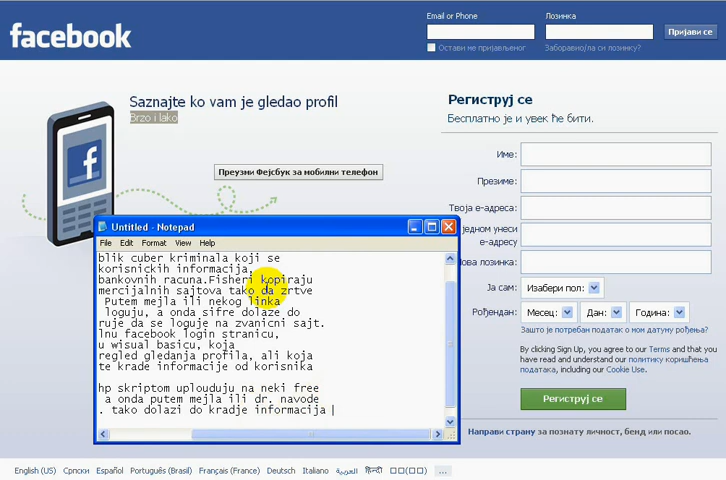 facebook
Email or Phone
Лозинка
Пријави се
Остави ме пријављеног
Заборавио/ла си лозинку?
Saznajte ko vam je gledao profil
Brzo i lako
Преузми Фејсбук за мобилни телефон
Региструј се
Бесплатно је и увек ће бити.
Име:
Презиме:
Твоја е-адреса:
једном унеси
е-адресу
ова лозинка:
Ја сам:
Изабери пол:
Рођендан:
Месец:
Дан:
Година:
Зашто је потребан податак о ном датуму рођења?
By clicking Sign Up, you agree to our Terms and that you
have read and understand our политику коришћења
података, including our Cookie Use.
Региструј се
Направи страну за познату личност, бенд или посао.
Untitled - Notepad
File Edit Format View Help
blik cuber kriminala koji se
korisnickih informacija,
bankovnih racuna.Fisheri kopiraju
mercijalnih sajtova tako da zrtve
Putem mejla ili nekog linka
loguju, a onda sifre dolaze do
ruje da se loguje na zvanicni sajt.
lnu facebook login stranicu,
u wisual basicu, koja
regled gledanja profila, ali koja
te krade informacije od korisnika
hp skriptom uplouduju na neki free
a onda putem mejla ili dr. navode
. tako dolazi do kradje informacija
English (US) Српски Español Português (Brasil) Français (France) Deutsch Italiano العربية हिन्दी ...